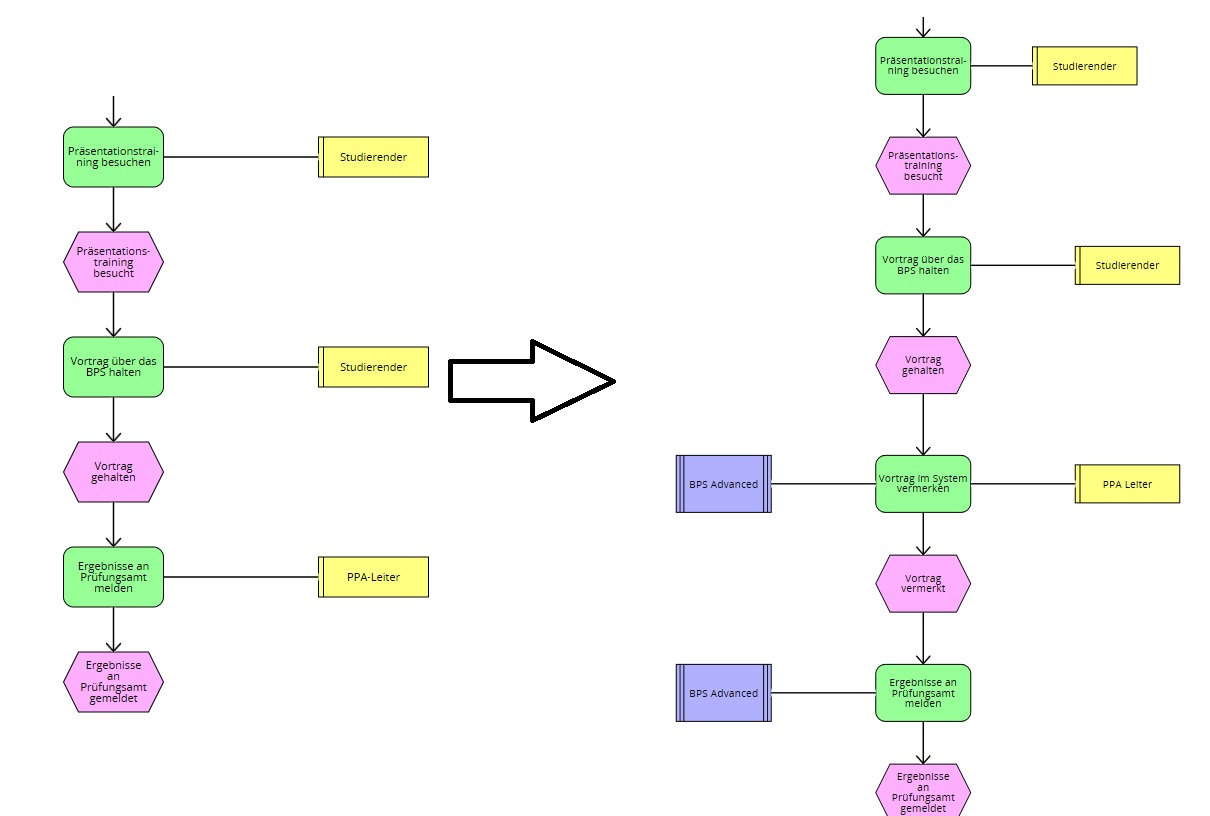 Präsentationstrai-
ning besuchen
Studierender
Präsentations-
training
besucht
Vortrag über das
BPS halten
Studierender
Vortrag
gehalten
Ergebnisse an
Prüfungsamt
melden
PPA-Leiter
Ergebnisse
an
Prüfungsamt
gemeldet
Präsentationstrai-
ning besuchen
Studierender
Präsentations-
training
besucht
Vortrag über das
BPS halten
Studierender
Vortrag
gehalten
BPS Advanced
Vortrag im System
vermerken
PPA Leiter
Vortrag
vermerkt
BPS Advanced
Ergebnisse an
Prüfungsamt
melden
Ergebnisse
an
Prüfungsamt
gemeldet